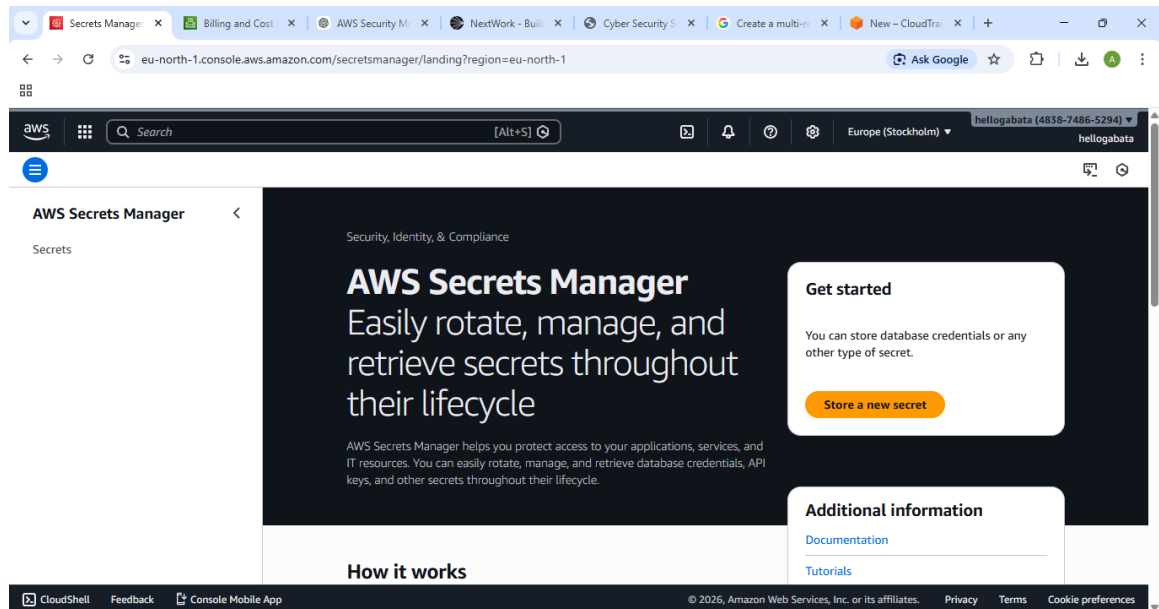 Secrets Manager
Billing and Cost
AWS Security M
NextWork - Buil
Cyber Security S
Create a multi-re
New – CloudTrai
eu-north-1.console.aws.amazon.com/secretsmanager/landing?region=eu-north-1
Ask Google
A
aws
Search
[Alt+S]
Europe (Stockholm)
hellogabata (4838-7486-5294)
hellogabata
AWS Secrets Manager
Secrets
Security, Identity, & Compliance
AWS Secrets Manager
Easily rotate, manage, and
retrieve secrets throughout
their lifecycle
AWS Secrets Manager helps you protect access to your applications, services, and
IT resources. You can easily rotate, manage, and retrieve database credentials, API
keys, and other secrets throughout their lifecycle.
Get started
You can store database credentials or any
other type of secret.
Store a new secret
Additional information
Documentation
Tutorials
How it works
CloudShell
Feedback
Console Mobile App
© 2026, Amazon Web Services, Inc. or its affiliates.
Privacy
Terms
Cookie preferences